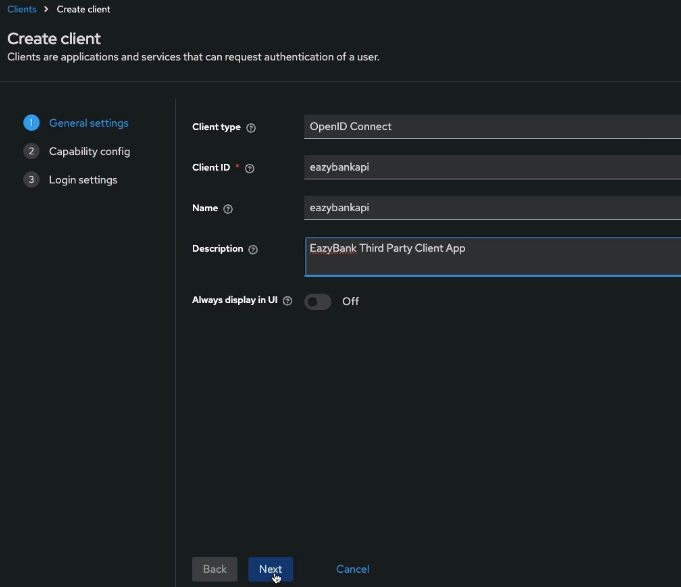 Clients > Create client
Create client
Clients are applications and services that can request authentication of a user.
1 General settings
2 Capability config
3 Login settings
Client type ? OpenID Connect
Client ID * ? eazybankapi
Name ? eazybankapi
Description ? EazyBank Third Party Client App
Always display in UI ? Off
Back Next Cancel